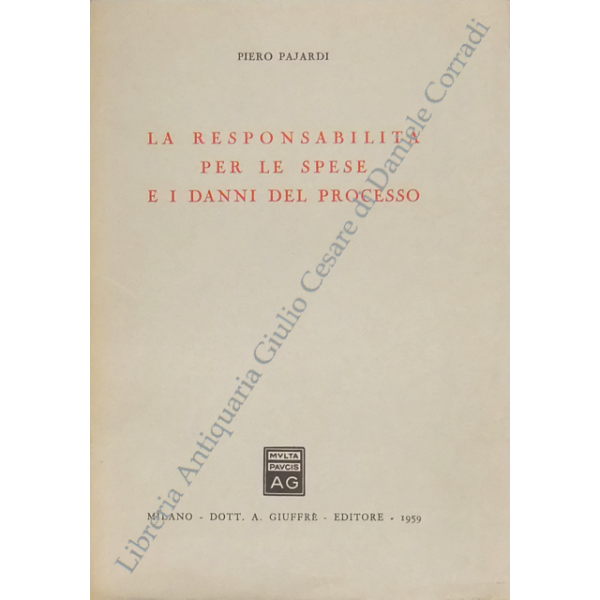 PIERO PAJARDI
LA RESPONSABILITÀ
PER LE SPESE
E I DANNI DEL PROCESSO
MVLTA
PAVCIS
AG
MILANO - DOTT. A. GIUFFRÈ - EDITORE - 1959
Libreria Antiquaria Giulio Cesare di Daniele Corradi